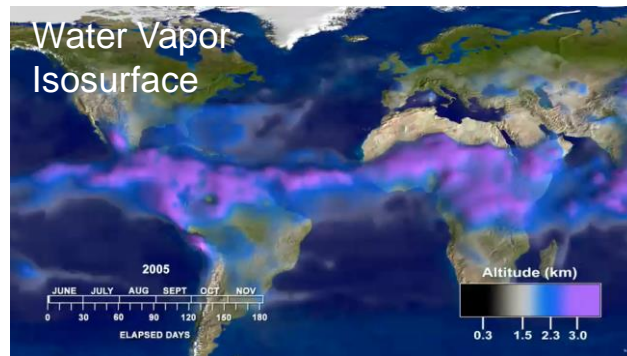 Water Vapor
Isosurface
2005
JUNE JULY AUG SEPT OCT NOV
0 30 60 90 120 150 180
ELAPSED DAYS
Altitude (km)
0.3 1.5 2.3 3.0